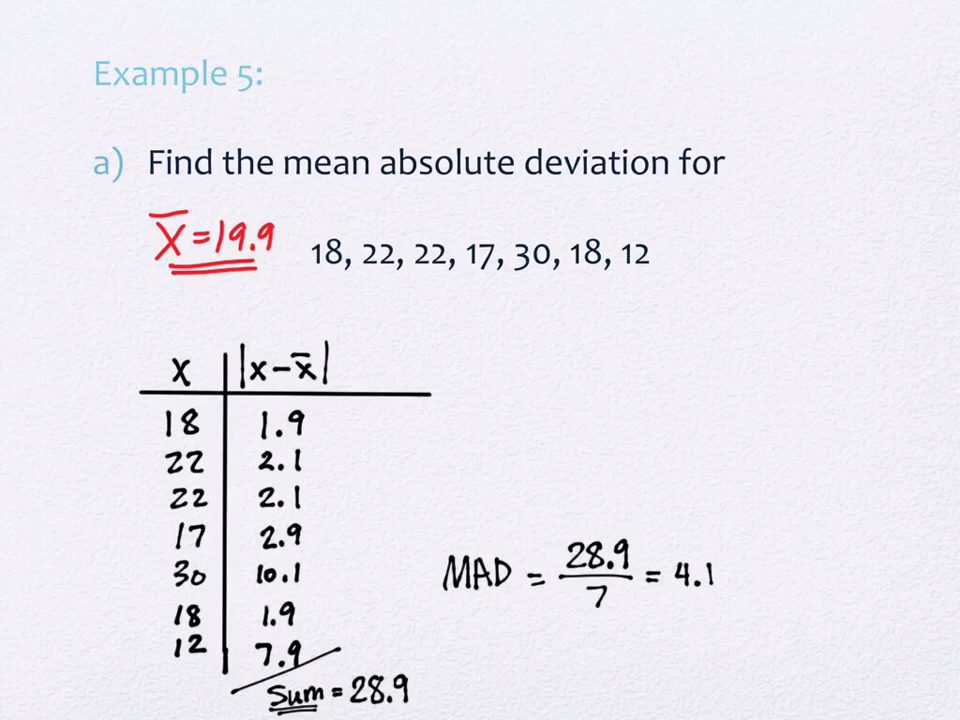 Example 5:
a) Find the mean absolute deviation for
X̄ = 19.9
18, 22, 22, 17, 30, 18, 12
x |x-x̄|
18 1.9
22 2.1
22 2.1
17 2.9
30 10.1
18 1.9
12 7.9
Sum = 28.9
MAD = 28.9/7 = 4.1